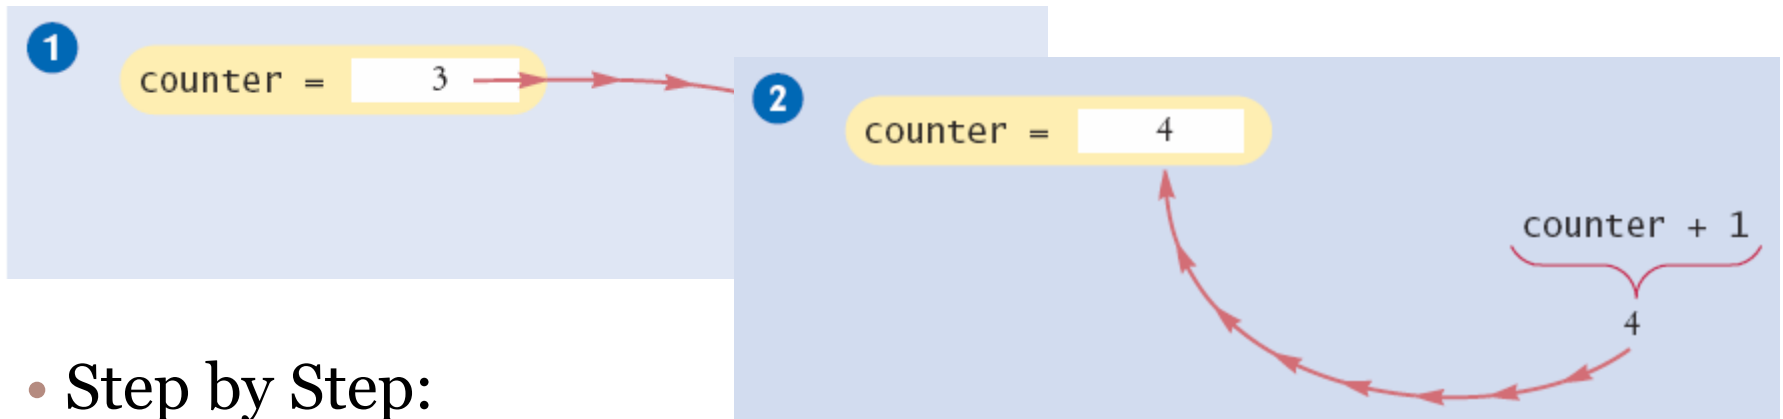 1
counter = 3
2
counter = 4
counter + 1
4
• Step by Step: